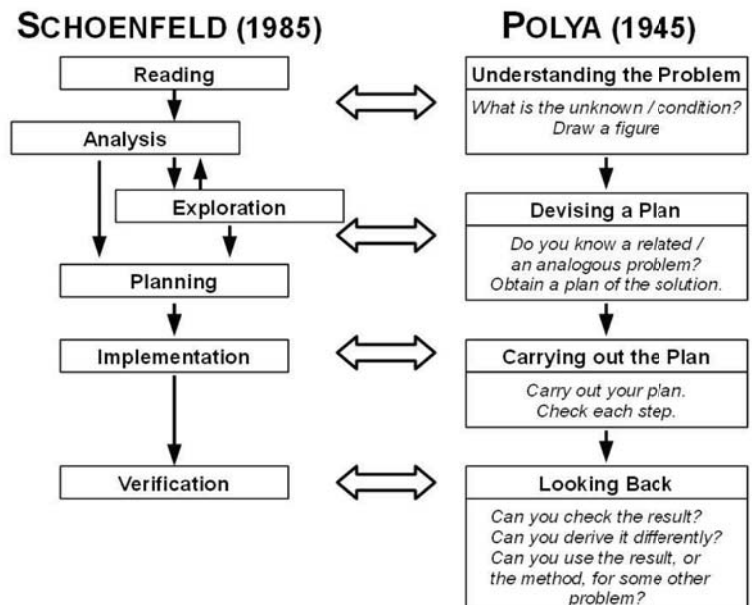 SCHOENFELD (1985)
Reading
Analysis
Exploration
Planning
Implementation
Verification
POLYA (1945)
Understanding the Problem
What is the unknown / condition?
Draw a figure
Devising a Plan
Do you know a related /
an analogous problem?
Obtain a plan of the solution.
Carrying out the Plan
Carry out your plan.
Check each step.
Looking Back
Can you check the result?
Can you derive it differently?
Can you use the result, or
the method, for some other
problem?